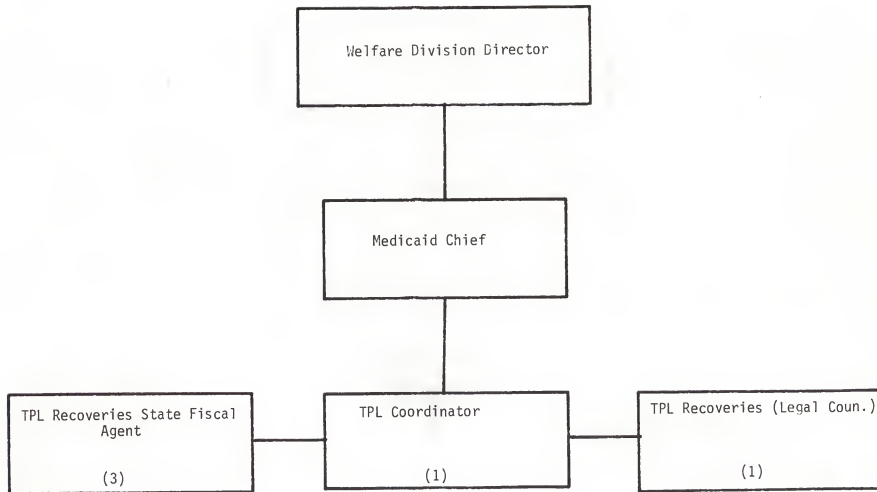 Welfare Division Director
Medicaid Chief
TPL Recoveries State Fiscal
Agent
(3)
TPL Coordinator
(1)
TPL Recoveries (Legal Coun.)
(1)